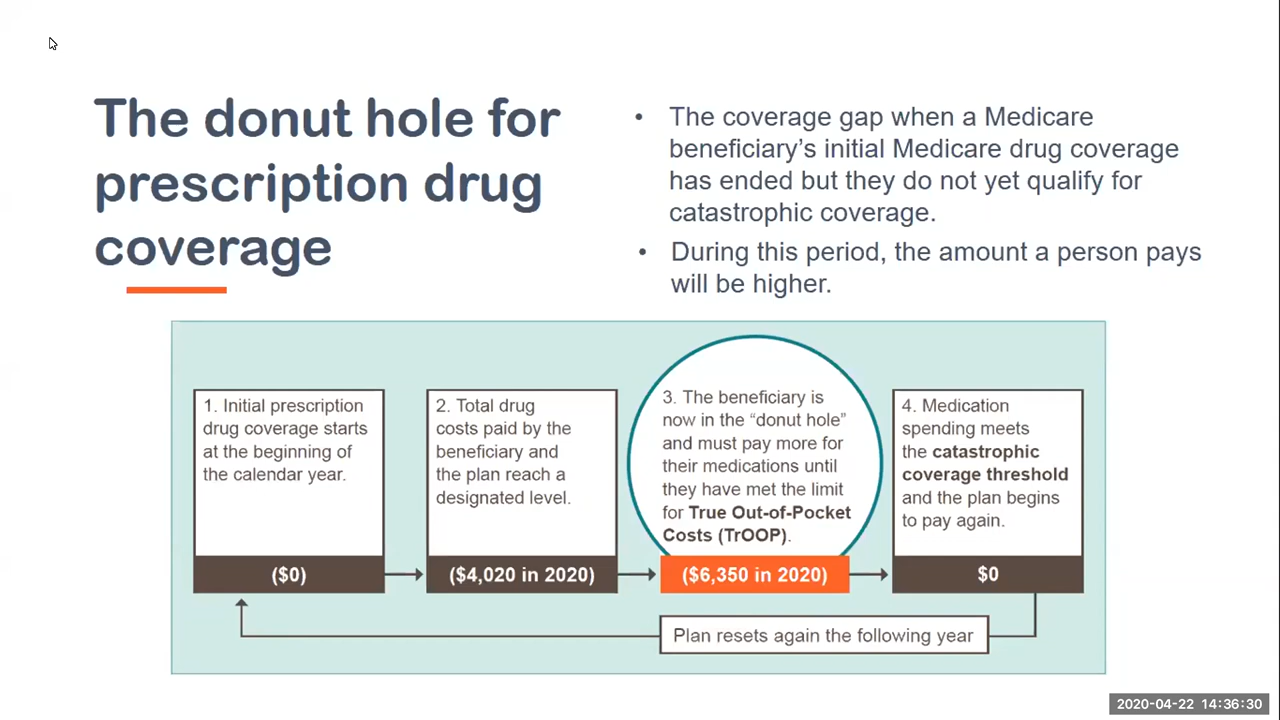 The donut hole for
prescription drug
coverage
• The coverage gap when a Medicare
beneficiary’s initial Medicare drug coverage
has ended but they do not yet qualify for
catastrophic coverage.
• During this period, the amount a person pays
will be higher.
1. Initial prescription
drug coverage starts
at the beginning of
the calendar year.
($0)
2. Total drug
costs paid by the
beneficiary and
the plan reach a
designated level.
($4,020 in 2020)
3. The beneficiary is
now in the “donut hole”
and must pay more for
their medications until
they have met the limit
for True Out-of-Pocket
Costs (TrOOP).
($6,350 in 2020)
4. Medication
spending meets
the catastrophic
coverage threshold
and the plan begins
to pay again.
$0
Plan resets again the following year
2020-04-22 14:36:30